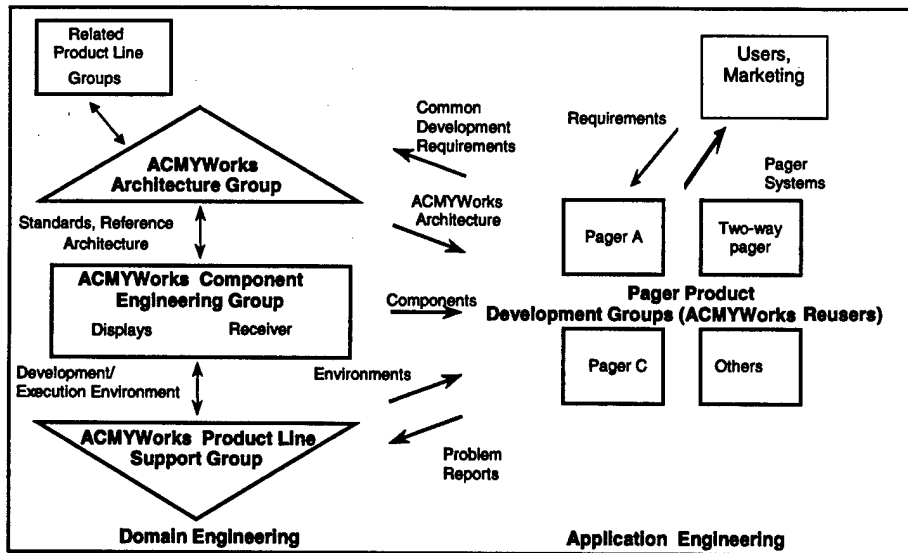 Related
Product Line
Groups
Users,
Marketing
Common
Development
Requirements
Requirements
ACMYWorks
Architecture Group
Pager
Systems
ACMYWorks
Architecture
Standards, Reference
Architecture
Pager A
Two-way
pager
ACMYWorks Component
Engineering Group
Displays
Receiver
Components
Pager Product
Development Groups (ACMYWorks Reusers)
Development/
Execution Environment
Environments
Pager C
Others
ACMYWorks Product Line
Support Group
Problem
Reports
Domain Engineering
Application Engineering